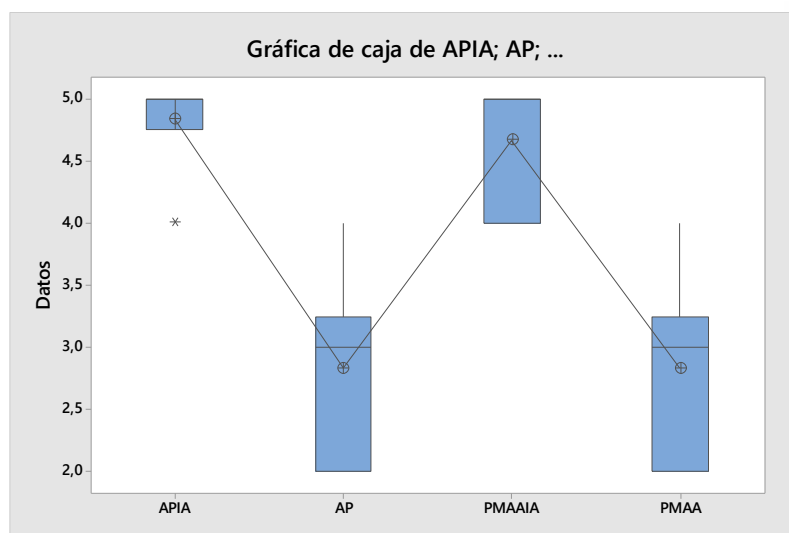 Gráfica de caja de APIA; AP; ...
Datos
5,0
4,5
4,0
3,5
3,0
2,5
2,0
APIA AP PMAAIA PMAA